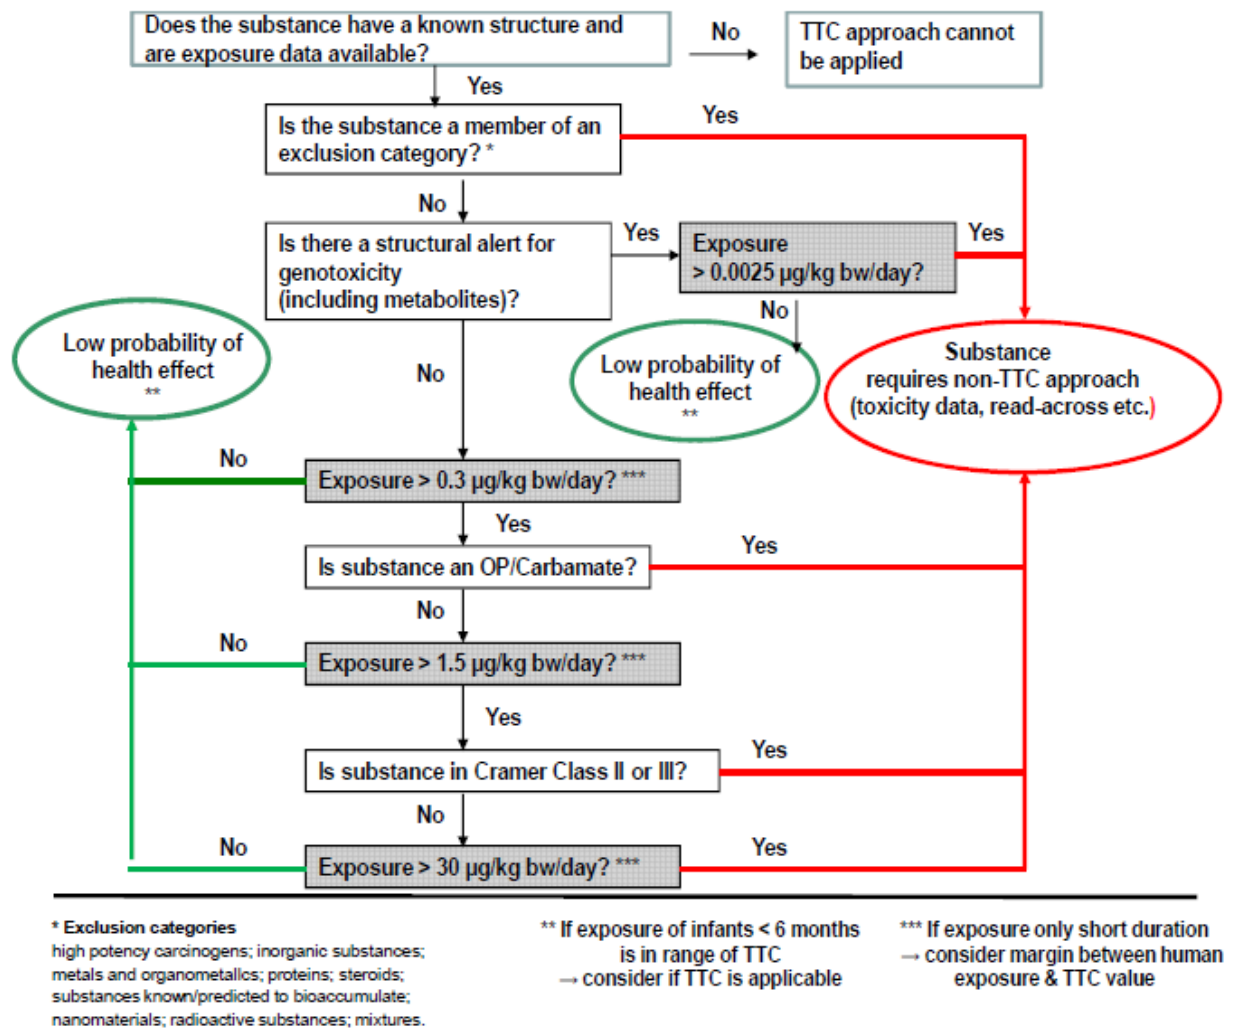 Does the substance have a known structure and
are exposure data available?
No
TTC approach cannot
be applied
Yes
Is the substance a member of an
exclusion category? *
Yes
No
Is there a structural alert for
genotoxicity
(including metabolites)?
Yes
Exposure
> 0.0025 µg/kg bw/day?
Yes
No
Low probability of
health effect
**
No
Low probability of
health effect
**
Substance
requires non-TTC approach
(toxicity data, read-across etc.)
No
Exposure > 0.3 µg/kg bw/day? ***
Yes
Is substance an OP/Carbamate?
Yes
No
No
Exposure > 1.5 µg/kg bw/day? ***
Yes
Is substance in Cramer Class II or III?
Yes
No
No
Exposure > 30 µg/kg bw/day? ***
Yes
* Exclusion categories
high potency carcinogens; inorganic substances;
metals and organometallcs; proteins; steroids;
substances known/predicted to bioaccumulate;
nanomaterials; radioactive substances; mixtures.
** If exposure of infants < 6 months
is in range of TTC
→ consider if TTC is applicable
*** If exposure only short duration
→ consider margin between human
exposure & TTC value